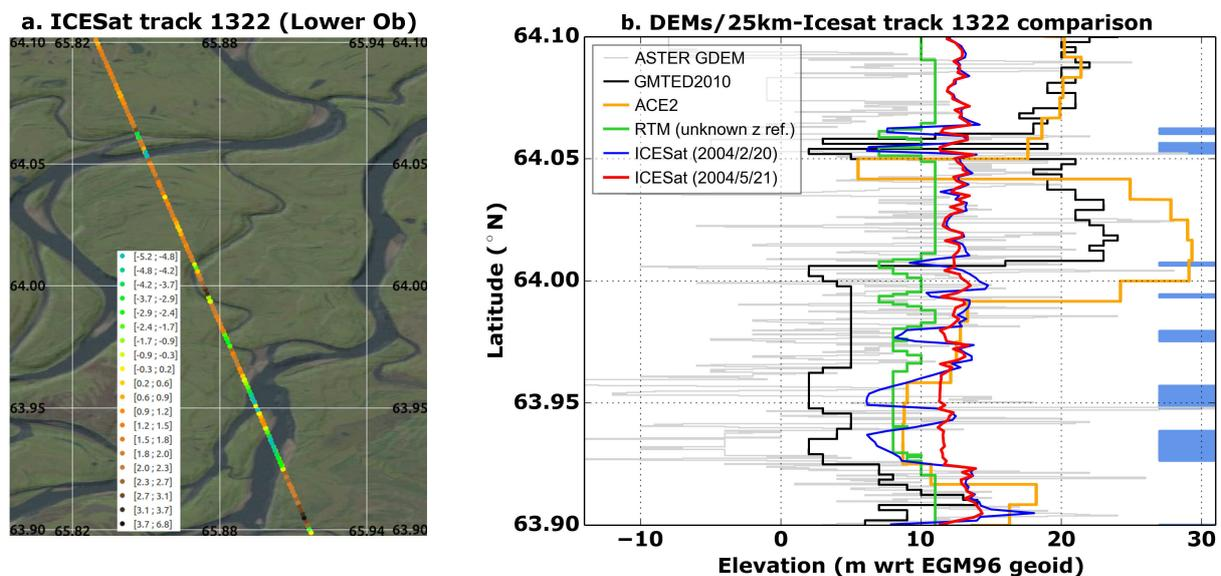 a. ICESat track 1322 (Lower Ob)
64.10 65.82 65.88 65.94 64.10
64.05 64.05
64.00 64.00
63.95 63.95
63.90 65.82 65.88 65.94 63.90
[-5.2 ; -4.8]
[-4.8 ; -4.2]
[-4.2 ; -3.7]
[-3.7 ; -2.9]
[-2.9 ; -2.4]
[-2.4 ; -1.7]
[-1.7 ; -0.9]
[-0.9 ; -0.3]
[-0.3 ; 0.2]
[0.2 ; 0.6]
[0.6 ; 0.9]
[0.9 ; 1.2]
[1.2 ; 1.5]
[1.5 ; 1.8]
[1.8 ; 2.0]
[2.0 ; 2.3]
[2.3 ; 2.7]
[2.7 ; 3.1]
[3.1 ; 3.7]
[3.7 ; 6.8]
b. DEMs/25km-Icesat track 1322 comparison
ASTER GDEM
GMTED2010
ACE2
RTM (unknown z ref.)
ICESat (2004/2/20)
ICESat (2004/5/21)
Latitude (°N)
64.10
64.05
64.00
63.95
63.90
−10 0 10 20 30
Elevation (m wrt EGM96 geoid)